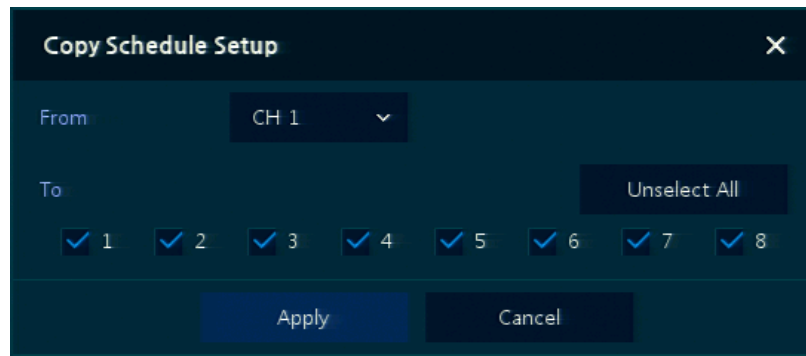 Copy Schedule Setup
From CH 1
To Unselect All
1 2 3 4 5 6 7 8
Apply Cancel